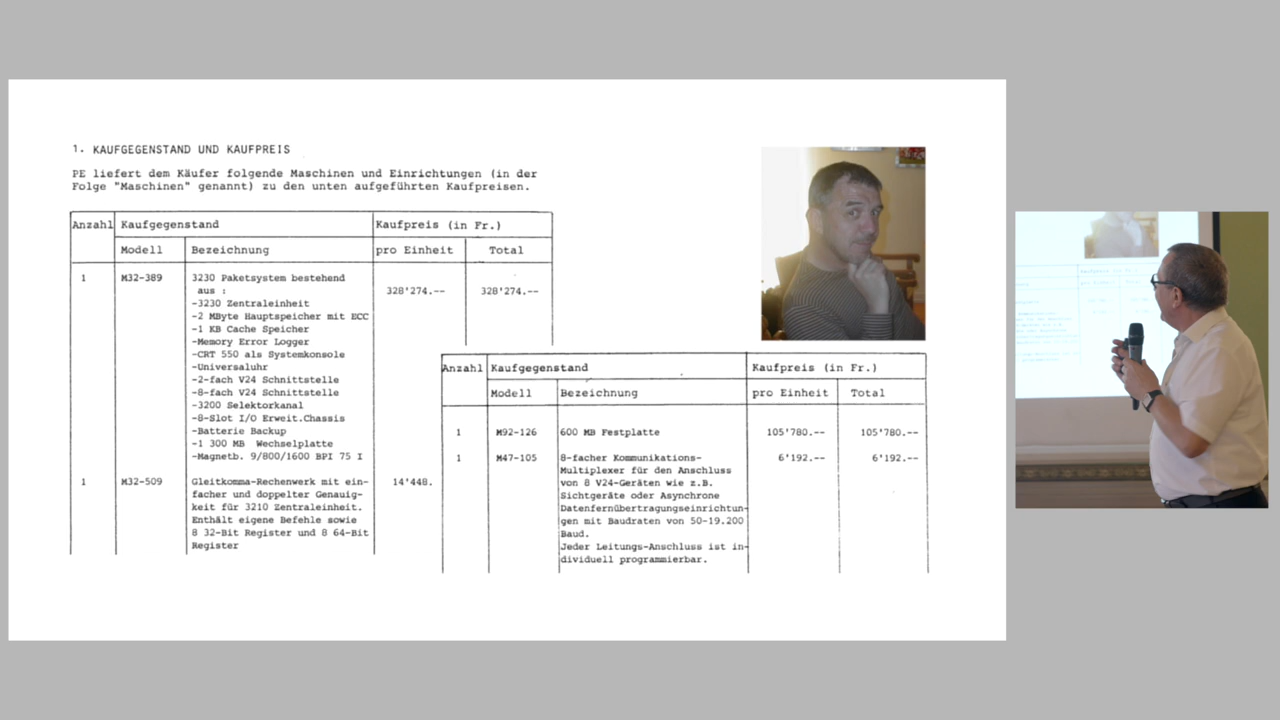 1. KAUFGEGENSTAND UND KAUFPREIS
PE liefert dem Käufer folgende Maschinen und Einrichtungen (in der
Folge "Maschinen" genannt) zu den unten aufgeführten Kaufpreisen.
Anzahl Kaufgegenstand Kaufpreis (in Fr.)
Modell Bezeichnung pro Einheit Total
1 M32-389 3230 Paketsystem bestehend
aus :
328'274.-- 328'274.--
-3230 Zentraleinheit
-2 MByte Hauptspeicher mit ECC
-1 KB Cache Speicher
-Memory Error Logger
-CRT 550 als Systemkonsole
-Universaluhr
-2-fach V24 Schnittstelle
-8-fach V24 Schnittstelle
-3200 Selektorkanal
-8-Slot I/O Erweit.Chassis
-Batterie Backup
-1 300 MB Wechselplatte
-Magnetb. 9/800/1600 BPI 75 I
1 M32-509 Gleitkomma-Rechenwerk mit ein- 14'448.
facher und doppelter Genauig-
keit für 3210 Zentraleinheit.
Enthält eigene Befehle sowie
8 32-Bit Register und 8 64-Bit
Register
Anzahl Kaufgegenstand Kaufpreis (in Fr.)
Modell Bezeichnung pro Einheit Total
1 M92-126 600 MB Festplatte 105'780.-- 105'780.--
1 M47-105 8-facher Kommunikations- 6'192.-- 6'192.--
Multiplexer für den Anschluss
von 8 V24-Geräten wie z.B.
Sichtgeräte oder Asynchrone
Datenfernübertragungseinrichtun-
gen mit Baudraten von 50-19.200
Baud.
Jeder Leitungs-Anschluss ist in-
dividuell programmierbar.